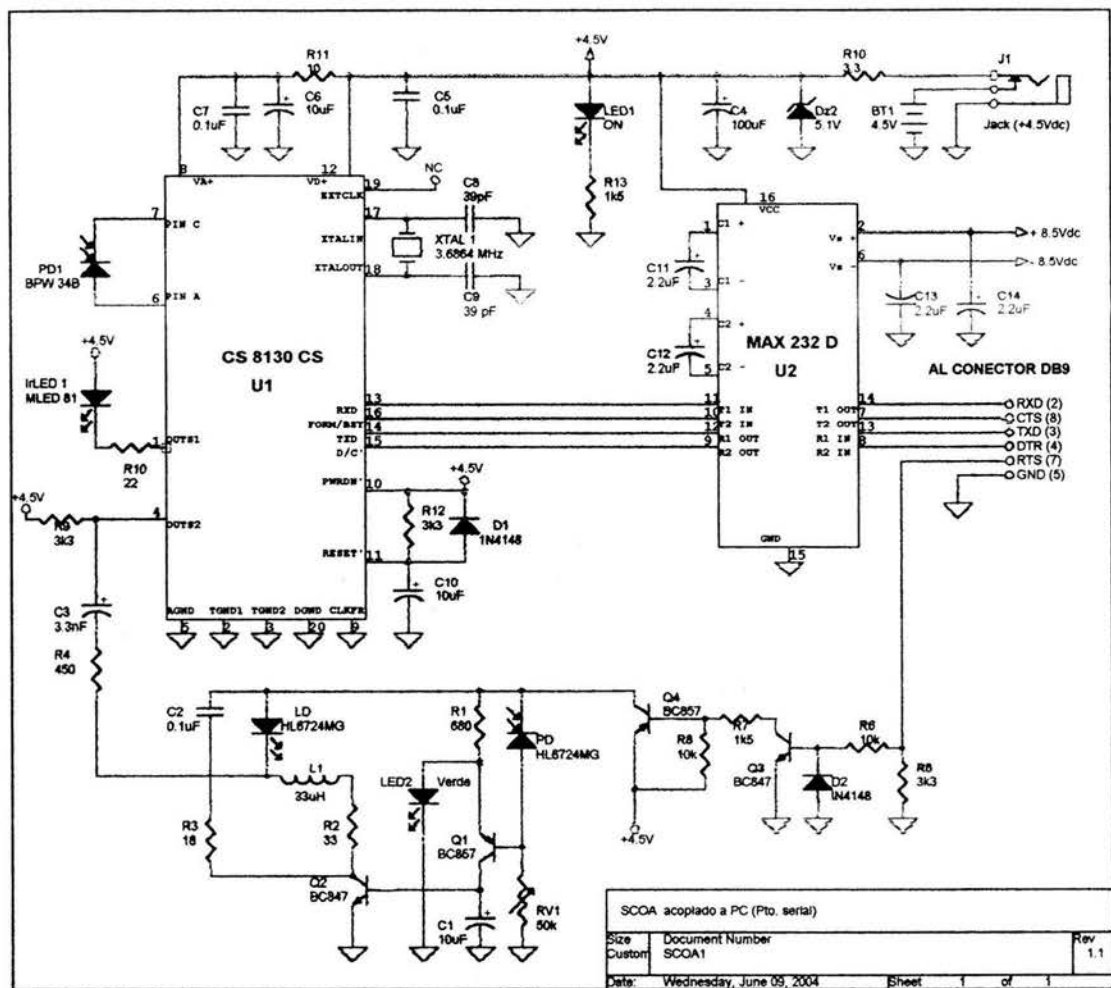 +4.5V
R11
10
R10
3.3
J1
C7
0.1uF
C6
10uF
C5
0.1uF
LED1
ON
C4
100uF
Dz2
5.1V
BT1
4.5V
Jack (+4.5Vdc)
8
12
VA+
VD+
NC
19
EXTCLK
R13
1k5
16
VCC
7
PIN C
17
C8
39pF
XTALIN
XTAL 1
3.6864 MHz
XTALOUT
18
C9
39 pF
PD1
BPW 34B
6
PIN A
1
C1 +
2
Vs +
+ 8.5Vdc
6
Vs -
- 8.5Vdc
C11
2.2uF
3
C1 -
4
C2 +
C13
2.2uF
C14
2.2uF
C12
2.2uF
5
C2 -
MAX 232 D
U2
CS 8130 CS
U1
AL CONECTOR DB9
+4.5V
IrLED 1
MLED 81
1
OUTS1
R10
22
13
RXD
16
FORM/BSY
14
TXD
15
D/C'
11
T1 IN
10
T2 IN
12
R1 OUT
9
R2 OUT
14
T1 OUT
7
T2 OUT
13
R1 IN
8
R2 IN
RXD (2)
CTS (8)
TXD (3)
DTR (4)
RTS (7)
GND (5)
PWRDN'
10
+4.5V
+4.5V
R9
3k3
4
OUTS2
R12
3k3
D1
1N4148
RESET'
11
C10
10uF
GND
15
C3
3.3nF
AGND
TGND1
TGND2
DGND
CLKFR
5
2
3
20
9
R4
450
C2
0.1uF
LD
HL6724MG
R1
680
PD
HL6724MG
Q4
BC857
R8
10k
R7
1k5
R6
10k
Q3
BC847
D2
1N4148
R6
3k3
L1
33uH
LED2
Verde
+4.5V
R3
18
R2
33
Q1
BC857
Q2
BC847
C1
10uF
RV1
50k
SCOA acoplado a PC (Pto. serial)
Size
Custom
Document Number
SCOA1
Rev
1.1
Date:
Wednesday, June 09, 2004
Sheet 1 of 1